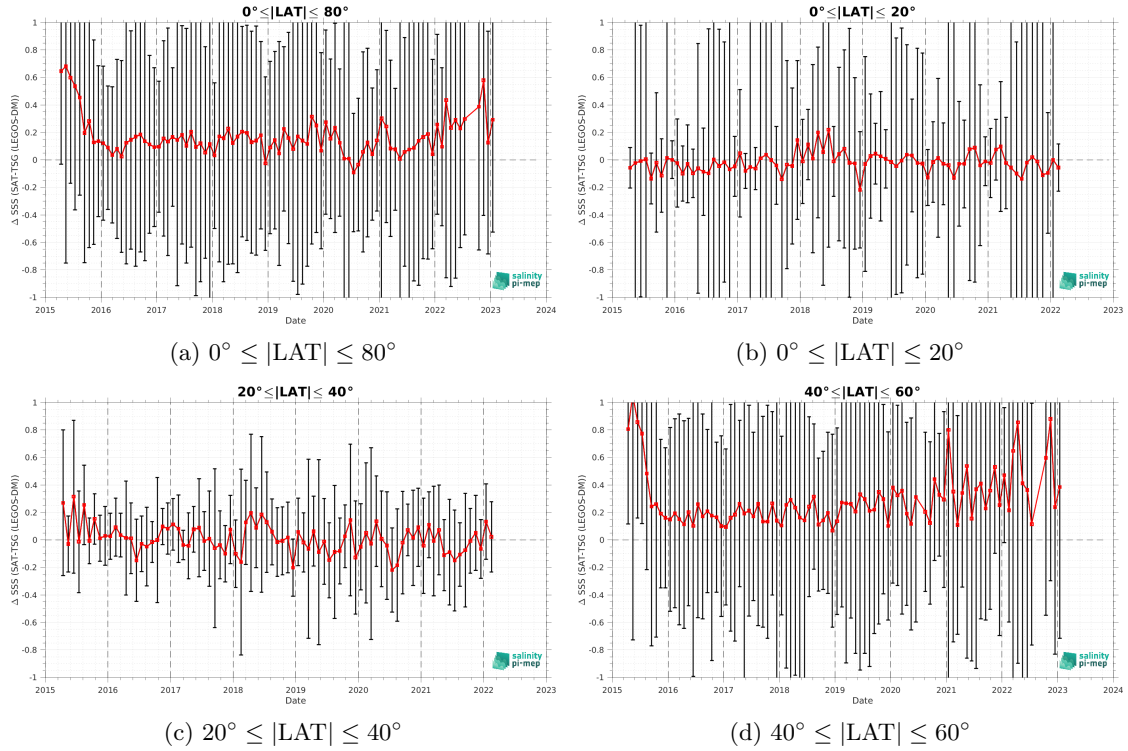 0°≤|LAT|≤ 80°
Δ SSS (SAT-TSG (LEGOS-DM))
1
0.8
0.6
0.4
0.2
0
-0.2
-0.4
-0.6
-0.8
-1
2015 2016 2017 2018 2019 2020 2021 2022 2023 2024
Date
salinity
pi-mep
(a) 0° ≤ |LAT| ≤ 80°
0°≤|LAT|≤ 20°
Δ SSS (SAT-TSG (LEGOS-DM))
1
0.8
0.6
0.4
0.2
0
-0.2
-0.4
-0.6
-0.8
-1
2015 2016 2017 2018 2019 2020 2021 2022 2023
Date
salinity
pi-mep
(b) 0° ≤ |LAT| ≤ 20°
20°≤|LAT|≤ 40°
Δ SSS (SAT-TSG (LEGOS-DM))
1
0.8
0.6
0.4
0.2
0
-0.2
-0.4
-0.6
-0.8
-1
2015 2016 2017 2018 2019 2020 2021 2022 2023
Date
salinity
pi-mep
(c) 20° ≤ |LAT| ≤ 40°
40°≤|LAT|≤ 60°
Δ SSS (SAT-TSG (LEGOS-DM))
1
0.8
0.6
0.4
0.2
0
-0.2
-0.4
-0.6
-0.8
-1
2015 2016 2017 2018 2019 2020 2021 2022 2023 2024
Date
salinity
pi-mep
(d) 40° ≤ |LAT| ≤ 60°